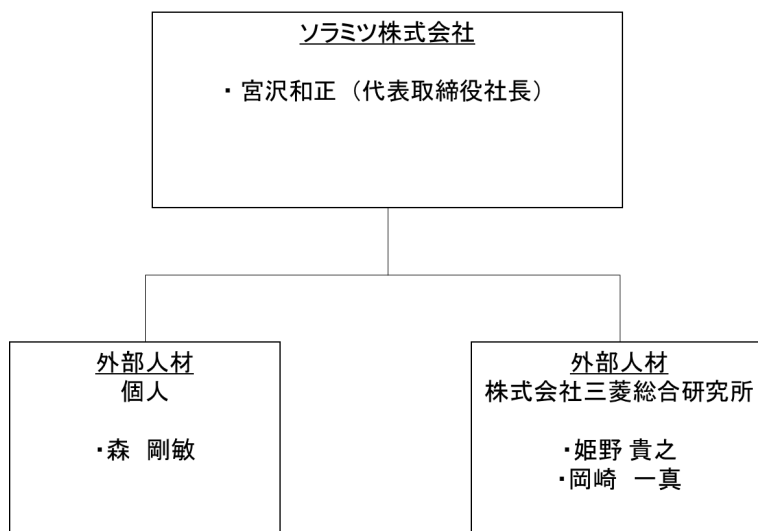 ソラミツ株式会社
・宮沢和正（代表取締役社長）
外部人材
個人
・森　剛敏
外部人材
株式会社三菱総合研究所
・姫野 貴之
・岡崎　一真